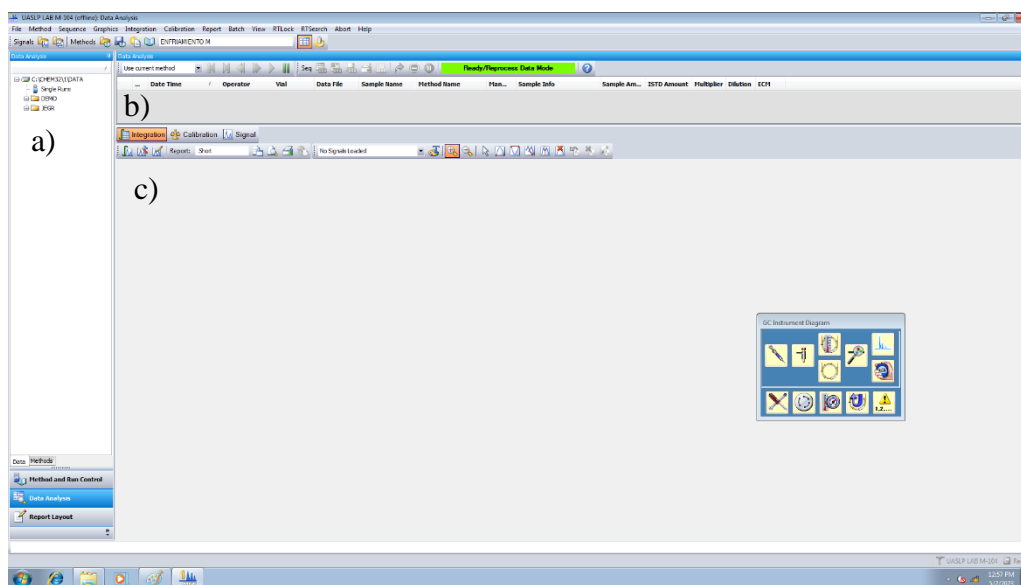 UASLP LAB M-104 (offline): Data Analysis
File Method Sequence Graphics Integration Calibration Report Batch View RTLock RTSearch Abort Help
Signals Methods ENFRIAMIENTO.M
Data Analysis Data Analysis
Use current method Seq Ready/Reprocess Data Mode
... Date Time / Operator Vial Data File Sample Name Method Name Man... Sample Info Sample Am... ISTD Amount Multiplier Dilution ECM
C:\CHEM32\1\DATA
Single Runs
DEMO
JEGR
a)
b)
Integration Calibration Signal
Report: Short No Signals Loaded
c)
GC Instrument Diagram
1,2,...
Data Methods
Method and Run Control
Data Analysis
Report Layout
UASLP LAB M-104
12:57 PM